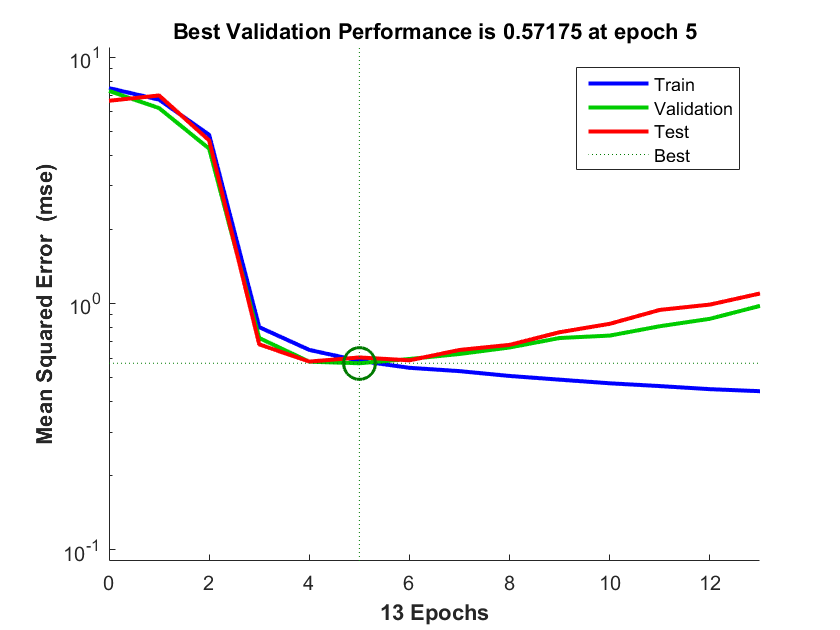 Best Validation Performance is 0.57175 at epoch 5
10^1
10^0
10^-1
Mean Squared Error (mse)
Train
Validation
Test
Best
0 2 4 6 8 10 12
13 Epochs